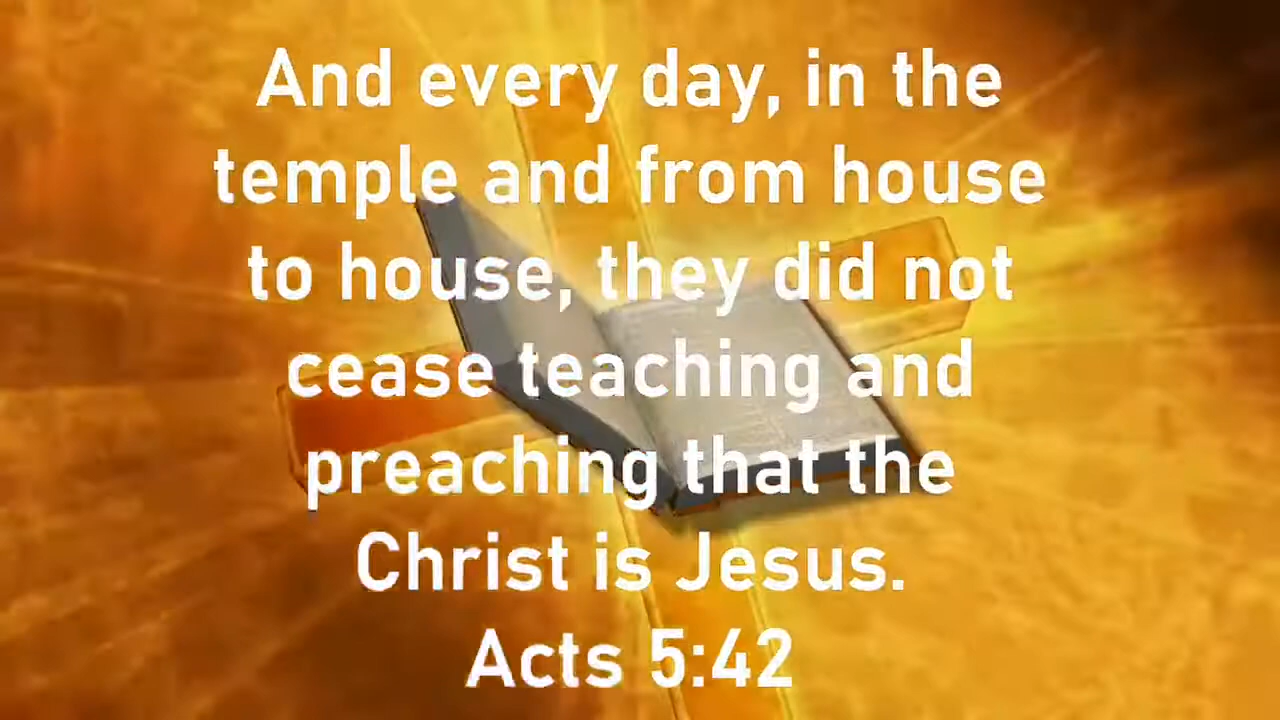 And every day, in the
temple and from house
to house, they did not
cease teaching and
preaching that the
Christ is Jesus.
Acts 5:42